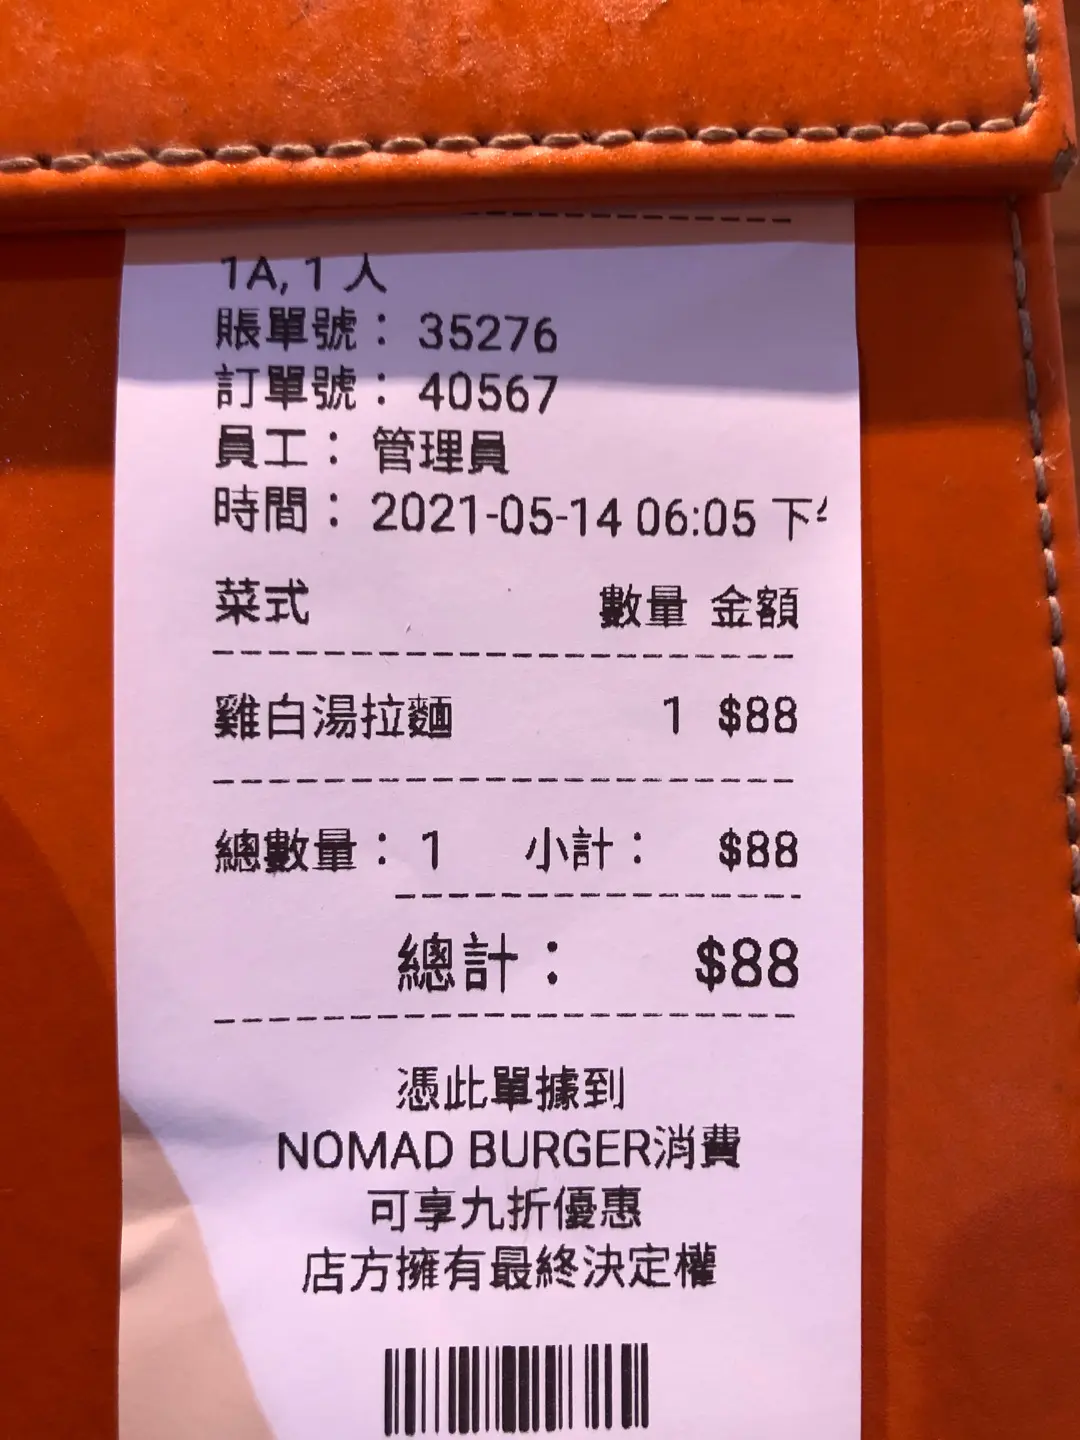 1A, 1 人
賬單號： 35276
訂單號： 40567
員工： 管理員
時間： 2021-05-14 06:05 下
菜式 數量 金額
雞白湯拉麵 1 $88
總數量： 1 小計： $88
總計： $88
憑此單據到
NOMAD BURGER消費
可享九折優惠
店方擁有最終決定權